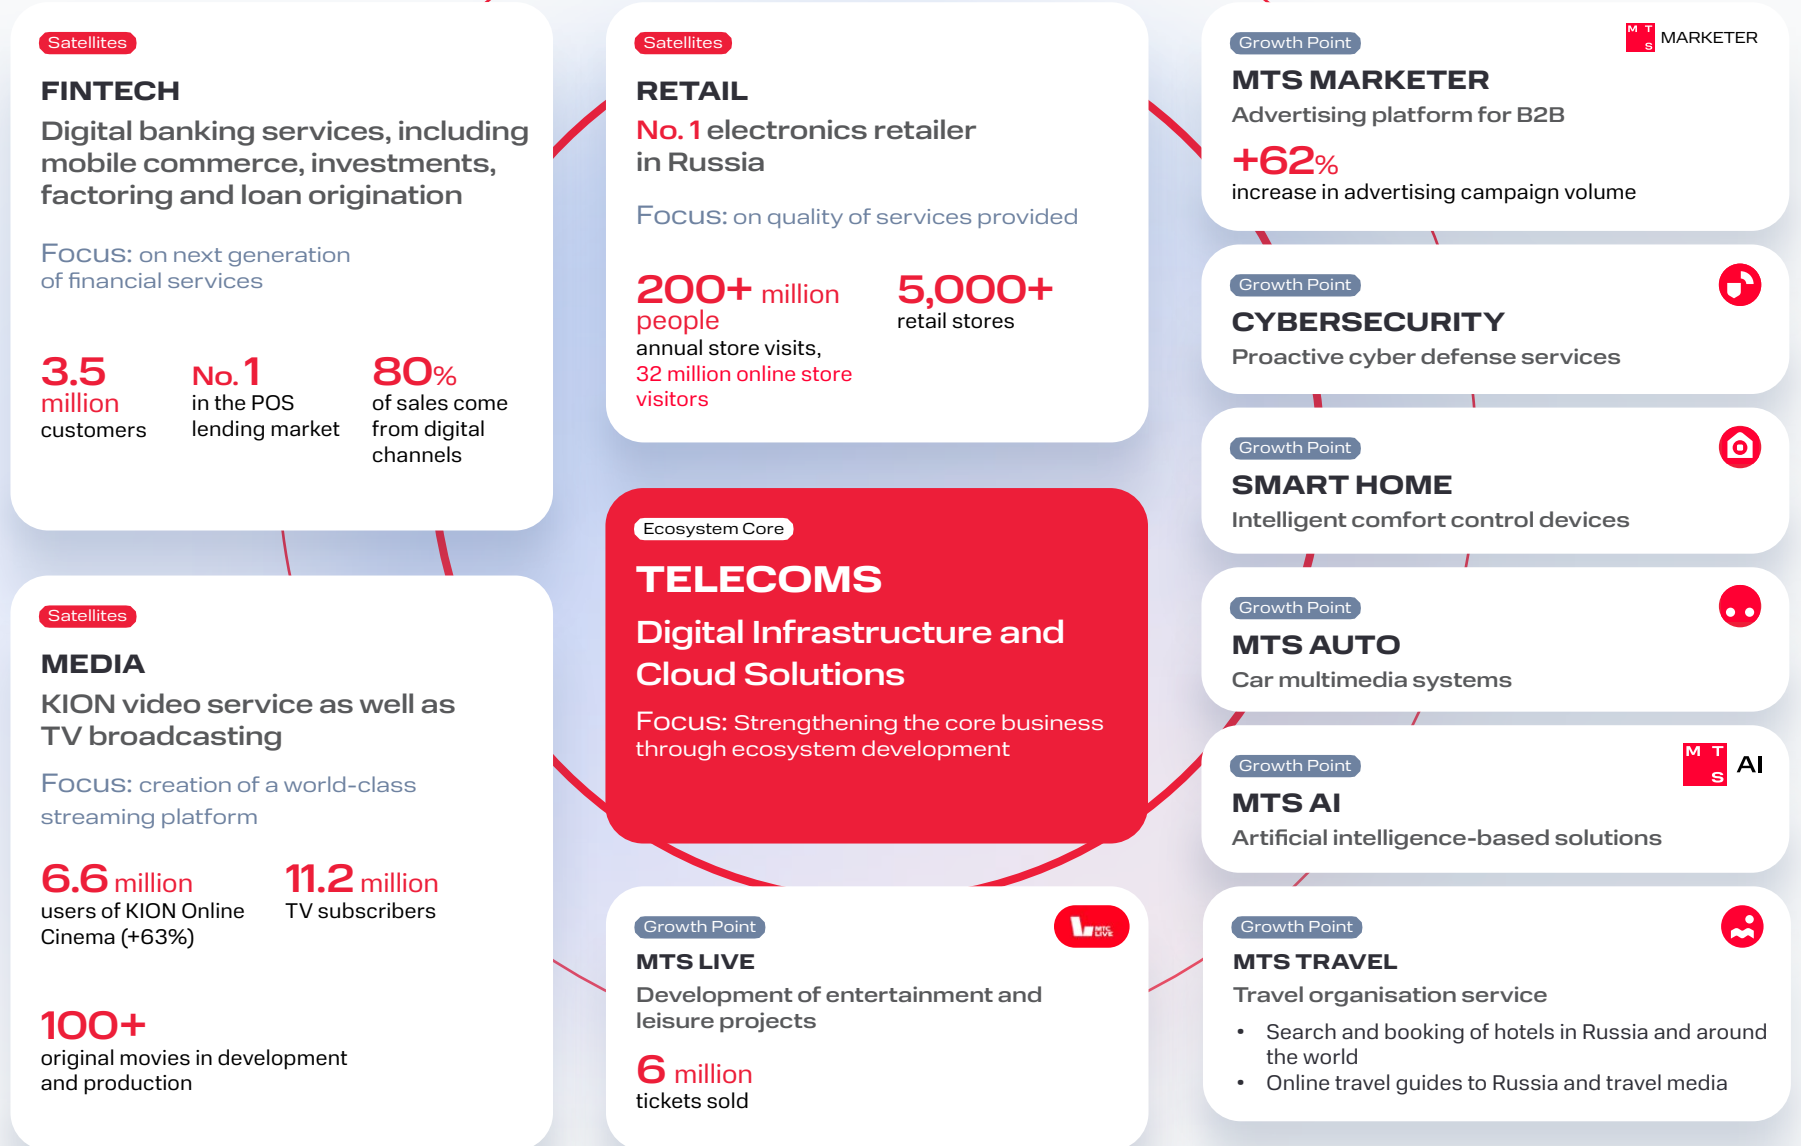 Satellites
FINTECH
Digital banking services, including
mobile commerce, investments,
factoring and loan origination
Focus: on next generation
of financial services
3.5
million
customers
No. 1
in the POS
lending market
80%
of sales come
from digital
channels
Satellites
MEDIA
KION video service as well as
TV broadcasting
Focus: creation of a world-class
streaming platform
6.6 million
users of KION Online
Cinema (+63%)
11.2 million
TV subscribers
100+
original movies in development
and production
Satellites
RETAIL
No. 1 electronics retailer
in Russia
Focus: on quality of services provided
200+ million
people
annual store visits,
32 million online store
visitors
5,000+
retail stores
Ecosystem Core
TELECOMS
Digital Infrastructure and
Cloud Solutions
Focus: Strengthening the core business
through ecosystem development
Growth Point
МТС
LIVE
MTS LIVE
Development of entertainment and
leisure projects
6 million
tickets sold
Growth Point
M T
S
MARKETER
MTS MARKETER
Advertising platform for B2B
+62%
increase in advertising campaign volume
Growth Point
CYBERSECURITY
Proactive cyber defense services
Growth Point
SMART HOME
Intelligent comfort control devices
Growth Point
MTS AUTO
Car multimedia systems
Growth Point
M T
S
AI
MTS AI
Artificial intelligence-based solutions
Growth Point
MTS TRAVEL
Travel organisation service
• Search and booking of hotels in Russia and around
the world
• Online travel guides to Russia and travel media